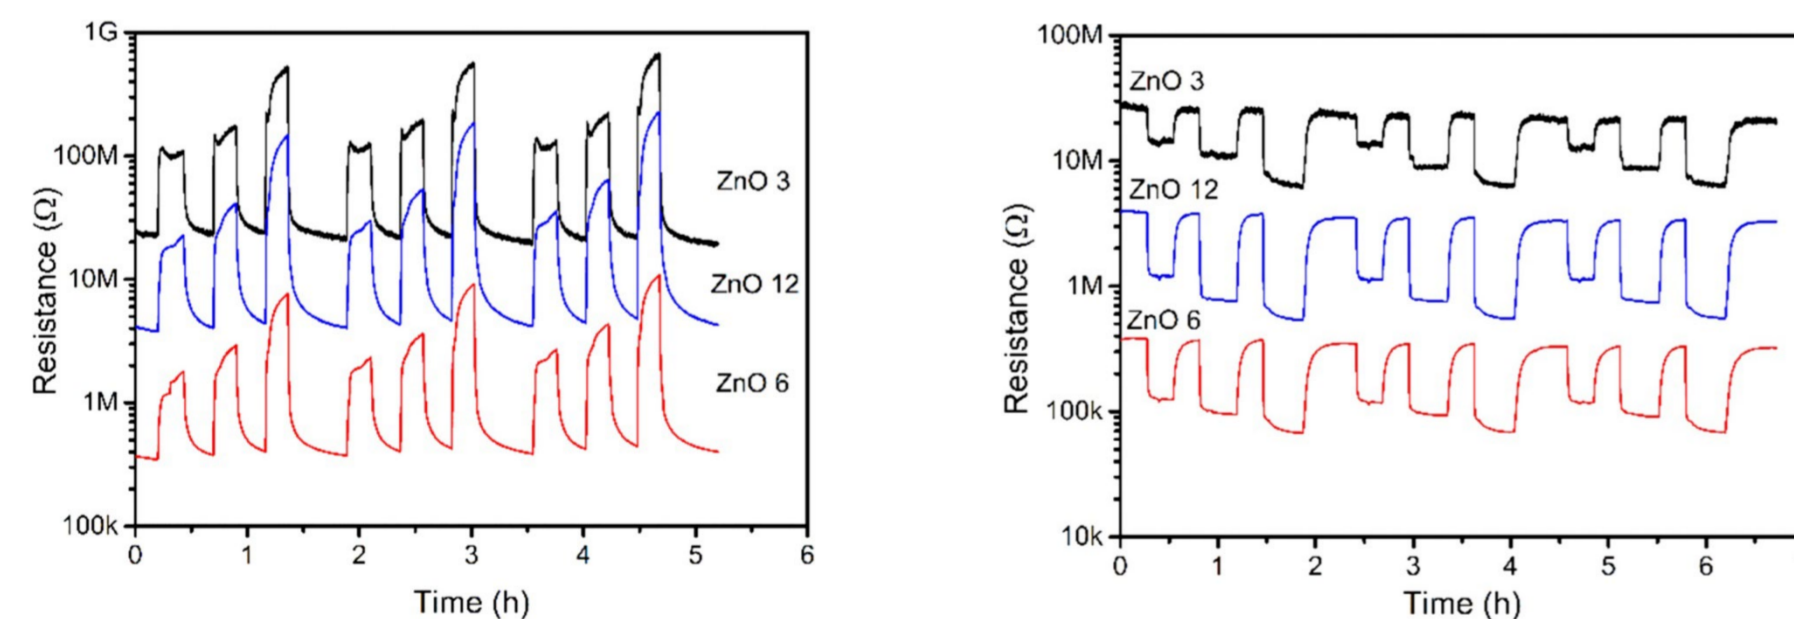 1G
100M
10M
1M
100k
Resistance (Ω)
ZnO 3
ZnO 12
ZnO 6
0 1 2 3 4 5 6
Time (h)
100M
10M
1M
100k
10k
Resistance (Ω)
ZnO 3
ZnO 12
ZnO 6
0 1 2 3 4 5 6
Time (h)